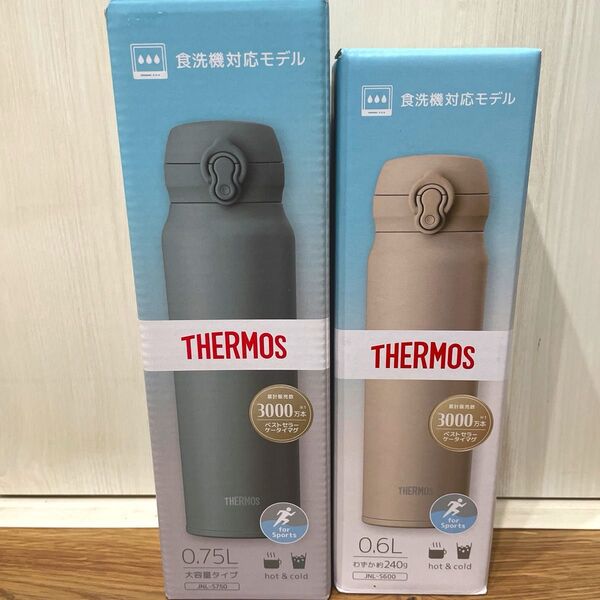 食洗機対応モデル
THERMOS
累計販売数
3000万本
※1
ベストセラー
ケータイマグ
THERMOS
for
Sports
0.75L
大容量タイプ
JNL-S750
hot & cold
食洗機対応モデル
THERMOS
累計販売数
3000万本
※1
ベストセラー
ケータイマグ
THERMOS
for
Sports
0.6L
わずか約240g
JNL-S600
hot & cold